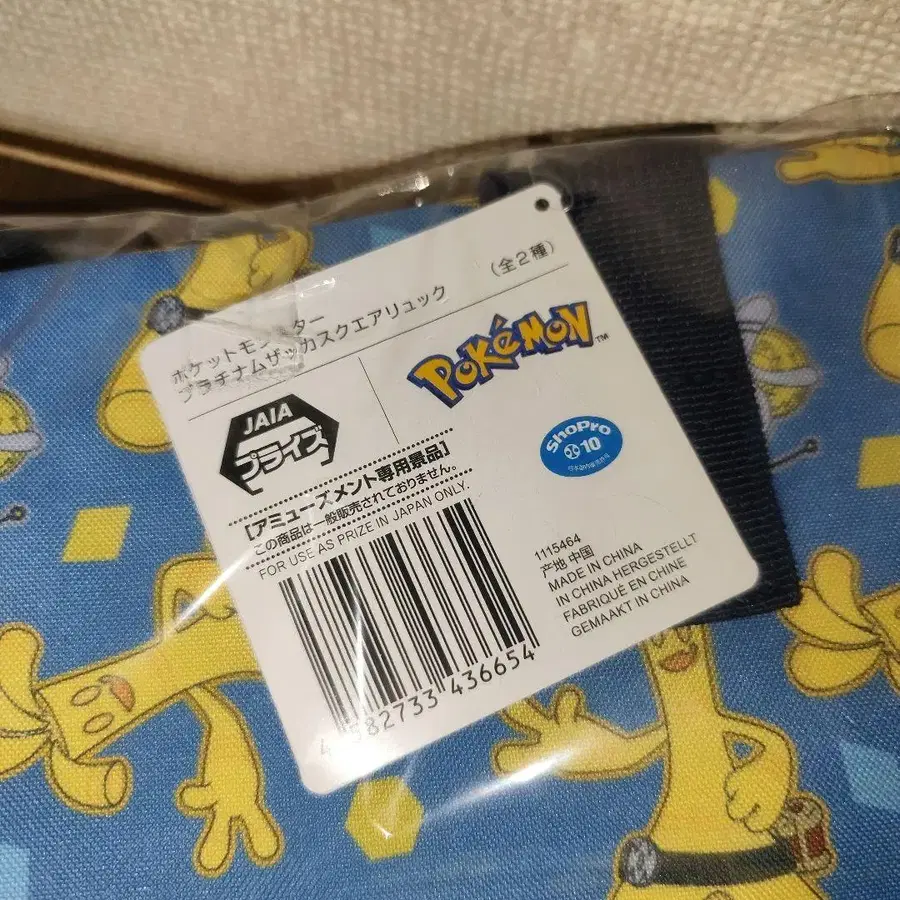 (全2種)
ポケットモンスター
プラチナムザッカスクエアリュック
JAIA
プライズ
POKéMON
TM
ShoPro
10
[アミューズメント専用景品]
この商品は一般販売されておりません。
FOR USE AS PRIZE IN JAPAN ONLY.
4 582733 436654
1115464
产地 中国
MADE IN CHINA
IN CHINA HERGESTELLT
FABRIQUÉ EN CHINE
GEMAAKT IN CHINA